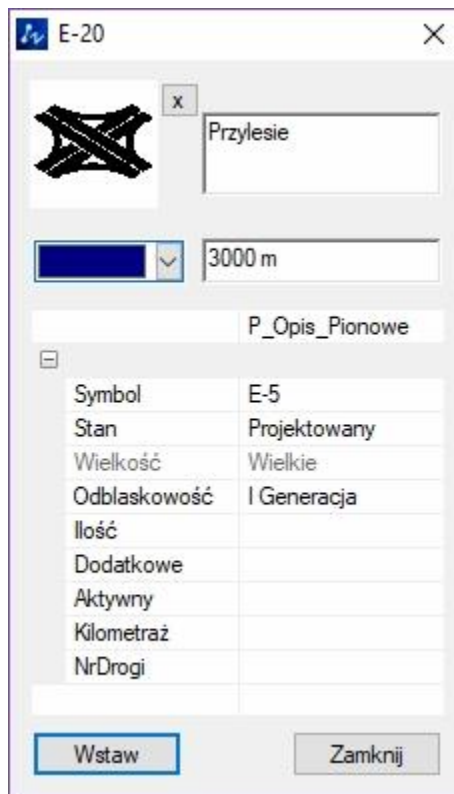 E-20
x
Przylesie
3000 m
P_Opis_Pionowe
Symbol E-5
Stan Projektowany
Wielkość Wielkie
Odblaskowość I Generacja
Ilość
Dodatkowe
Aktywny
Kilometraż
NrDrogi
Wstaw Zamknij